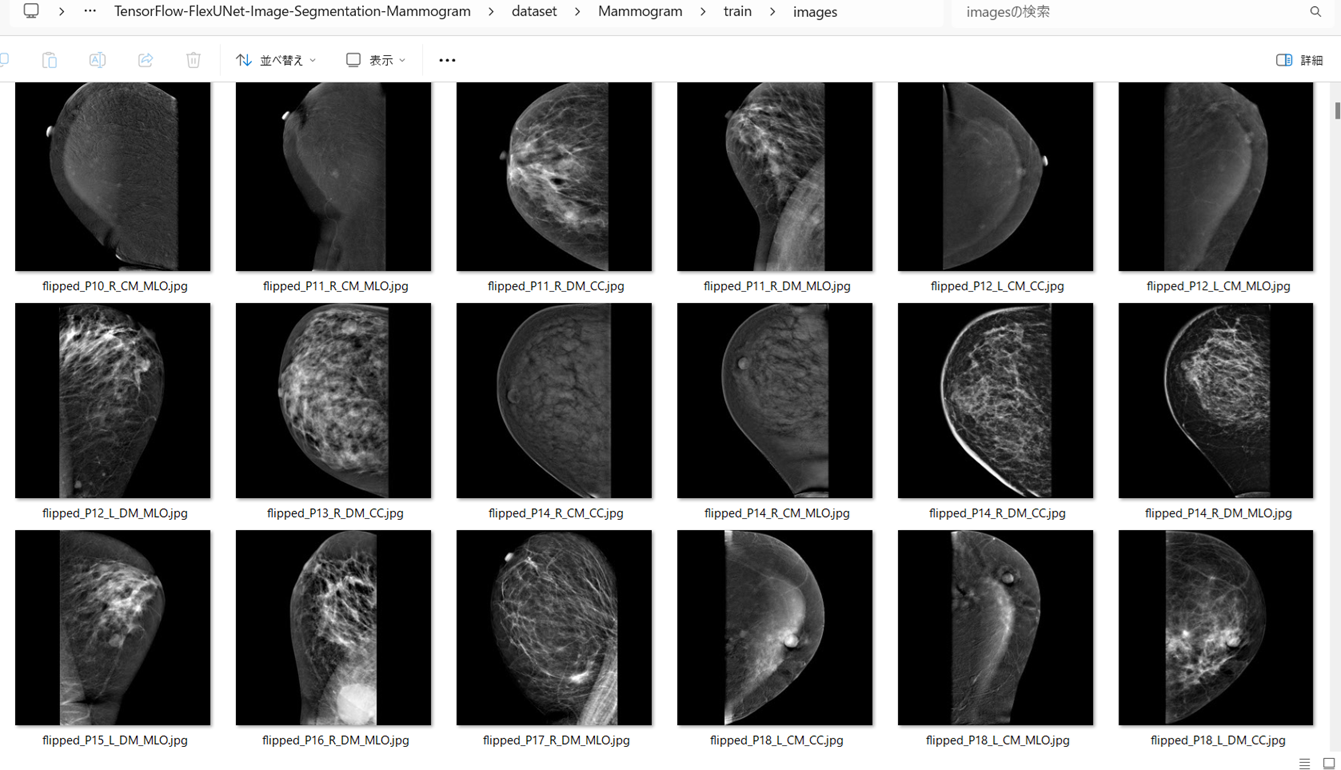 TensorFlow-FlexUNet-Image-Segmentation-Mammogram > dataset > Mammogram > train > images imagesの検索
並べ替え 表示 詳細
flipped_P10_R_CM_MLO.jpg flipped_P11_R_CM_MLO.jpg flipped_P11_R_DM_CC.jpg flipped_P11_R_DM_MLO.jpg flipped_P12_L_CM_CC.jpg flipped_P12_L_CM_MLO.jpg
flipped_P12_L_DM_MLO.jpg flipped_P13_R_DM_CC.jpg flipped_P14_R_CM_CC.jpg flipped_P14_R_CM_MLO.jpg flipped_P14_R_DM_CC.jpg flipped_P14_R_DM_MLO.jpg
flipped_P15_L_DM_MLO.jpg flipped_P16_R_DM_MLO.jpg flipped_P17_R_DM_MLO.jpg flipped_P18_L_CM_CC.jpg flipped_P18_L_CM_MLO.jpg flipped_P18_L_DM_CC.jpg